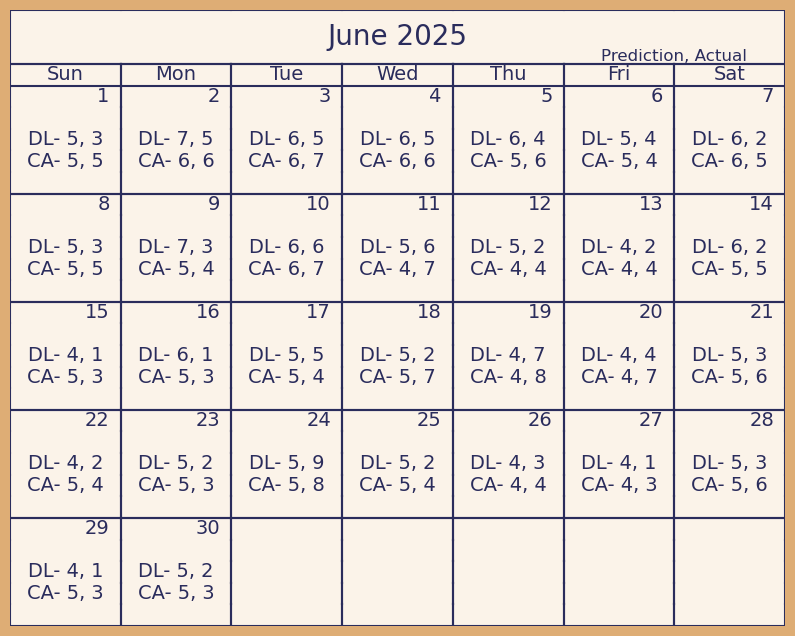 June 2025
Prediction, Actual
Sun Mon Tue Wed Thu Fri Sat
1 2 3 4 5 6 7
DL- 5, 3 DL- 7, 5 DL- 6, 5 DL- 6, 5 DL- 6, 4 DL- 5, 4 DL- 6, 2
CA- 5, 5 CA- 6, 6 CA- 6, 7 CA- 6, 6 CA- 5, 6 CA- 5, 4 CA- 6, 5
8 9 10 11 12 13 14
DL- 5, 3 DL- 7, 3 DL- 6, 6 DL- 5, 6 DL- 5, 2 DL- 4, 2 DL- 6, 2
CA- 5, 5 CA- 5, 4 CA- 6, 7 CA- 4, 7 CA- 4, 4 CA- 4, 4 CA- 5, 5
15 16 17 18 19 20 21
DL- 4, 1 DL- 6, 1 DL- 5, 5 DL- 5, 2 DL- 4, 7 DL- 4, 4 DL- 5, 3
CA- 5, 3 CA- 5, 3 CA- 5, 4 CA- 5, 7 CA- 4, 8 CA- 4, 7 CA- 5, 6
22 23 24 25 26 27 28
DL- 4, 2 DL- 5, 2 DL- 5, 9 DL- 5, 2 DL- 4, 3 DL- 4, 1 DL- 5, 3
CA- 5, 4 CA- 5, 3 CA- 5, 8 CA- 5, 4 CA- 4, 4 CA- 4, 3 CA- 5, 6
29 30
DL- 4, 1 DL- 5, 2
CA- 5, 3 CA- 5, 3